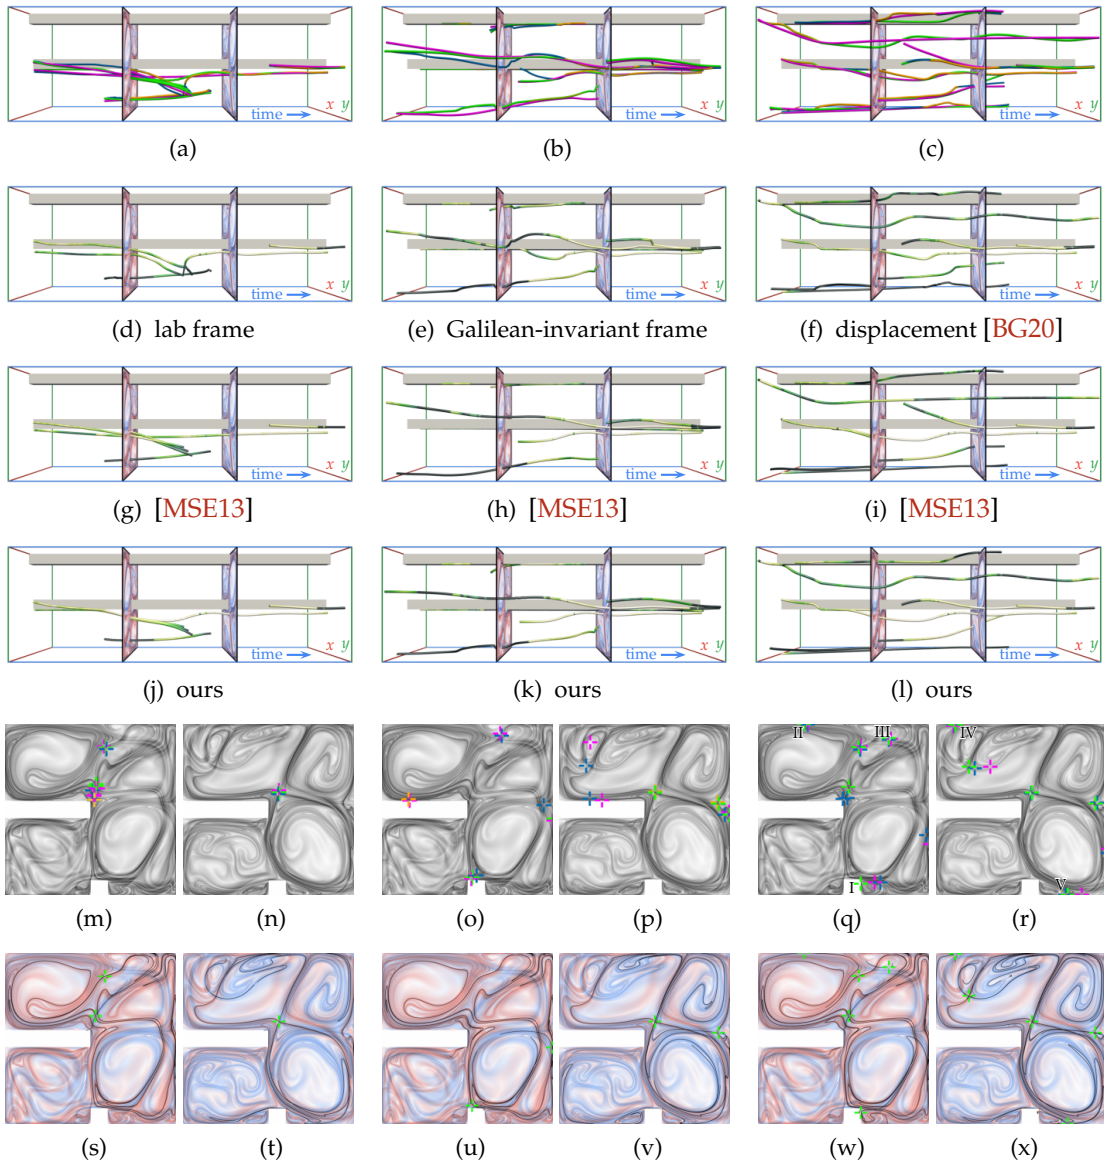 time → x y time → x y time → x y
(a) (b) (c)
time → x y time → x y time → x y
(d) lab frame (e) Galilean-invariant frame (f) displacement [BG20]
time → x y time → x y time → x y
(g) [MSE13] (h) [MSE13] (i) [MSE13]
time → x y time → x y time → x y
(j) ours (k) ours (l) ours
II III IV
I V
(m) (n) (o) (p) (q) (r)
(s) (t) (u) (v) (w) (x)